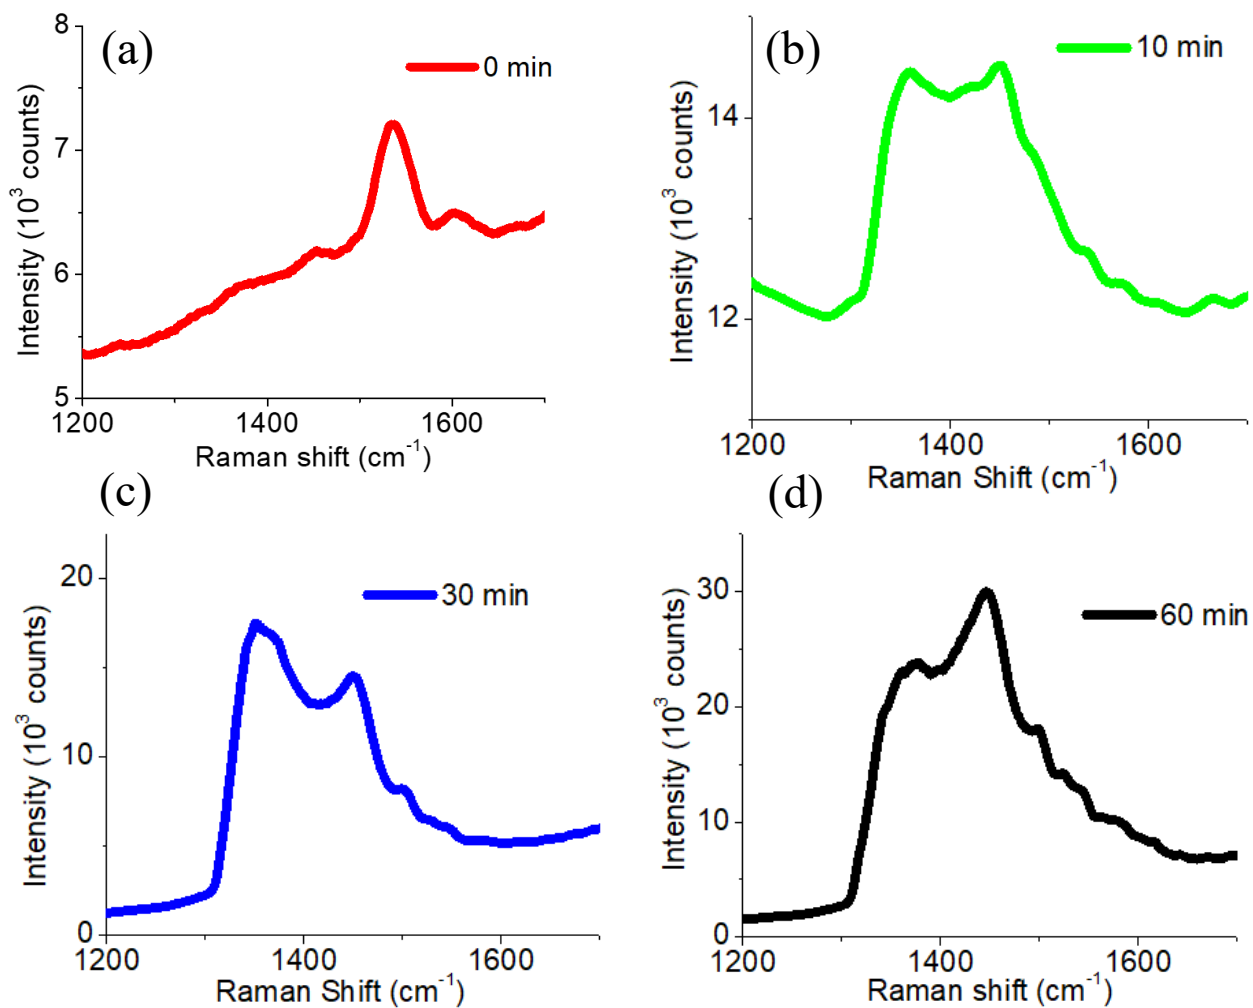 (a)
0 min
8
7
6
5
Intensity (10³ counts)
1200
1400
1600
Raman shift (cm⁻¹)
(b)
10 min
14
12
Intensity (10³ counts)
1200
1400
1600
Raman Shift (cm⁻¹)
(c)
30 min
20
10
0
Intensity (10³ counts)
1200
1400
1600
Raman Shift (cm⁻¹)
(d)
60 min
30
20
10
0
Intensity (10³ counts)
1200
1400
1600
Raman shift (cm⁻¹)